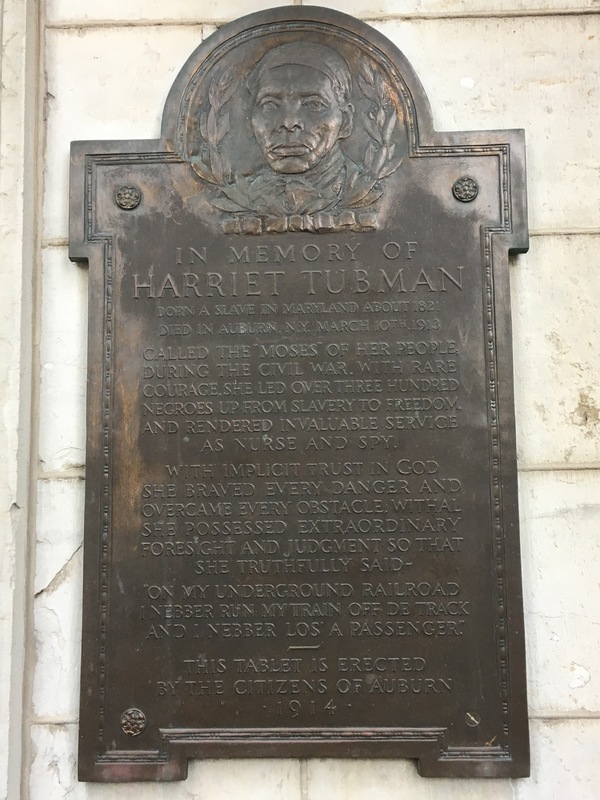 IN MEMORY OF
HARRIET TUBMAN
BORN A SLAVE IN MARYLAND ABOUT 1821
DIED IN AUBURN, N.Y. MARCH 10TH, 1913
CALLED THE "MOSES" OF HER PEOPLE,
DURING THE CIVIL WAR, WITH RARE
COURAGE, SHE LED OVER THREE HUNDRED
NEGROES UP FROM SLAVERY TO FREEDOM,
AND RENDERED INVALUABLE SERVICE
AS NURSE AND SPY.
WITH IMPLICIT TRUST IN GOD
SHE BRAVED EVERY DANGER AND
OVERCAME EVERY OBSTACLE, WITHAL
SHE POSSESSED EXTRAORDINARY
FORESIGHT AND JUDGMENT SO THAT
SHE TRUTHFULLY SAID-
"ON MY UNDERGROUND RAILROAD
I NEBBER RUN MY TRAIN OFF DE TRACK
AND I NEBBER LOS' A PASSENGER."
THIS TABLET IS ERECTED
BY THE CITIZENS OF AUBURN
·1914·